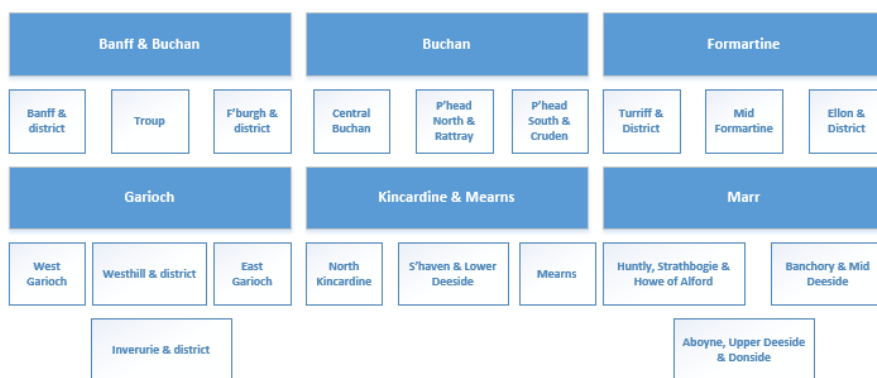 Banff & Buchan
Buchan
Formartine
Banff &
district
Troup
F'burgh &
district
Central
Buchan
P'head
North &
Rattray
P'head
South &
Cruden
Turriff &
District
Mid
Formartine
Ellon &
District
Garioch
Kincardine & Mearns
Marr
West
Garioch
Westhill & district
East
Garioch
North
Kincardine
S'haven & Lower
Deeside
Mearns
Huntly, Strathbogie &
Howe of Alford
Banchory & Mid
Deeside
Inverurie & district
Aboyne, Upper Deeside
& Donside